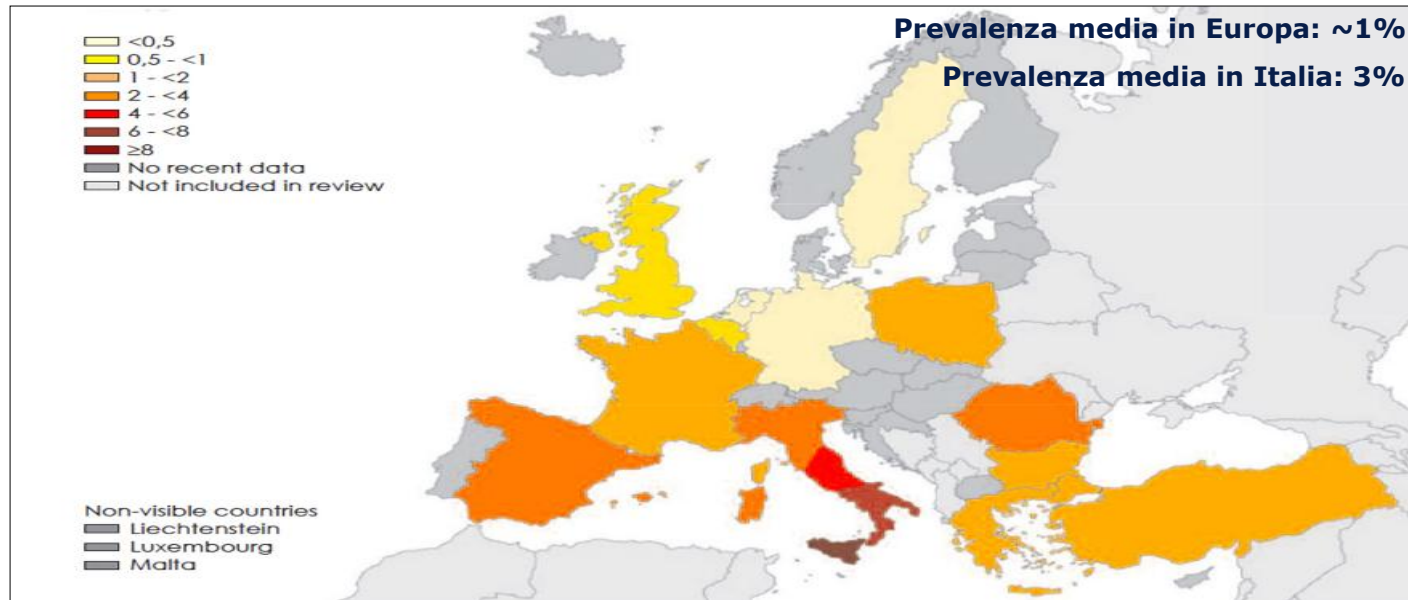 Prevalenza media in Europa: ~1%
Prevalenza media in Italia: 3%
<0,5
0,5 - <1
1 - <2
2 - <4
4 - <6
6 - <8
≥8
No recent data
Not included in review
Non-visible countries
Liechtenstein
Luxembourg
Malta